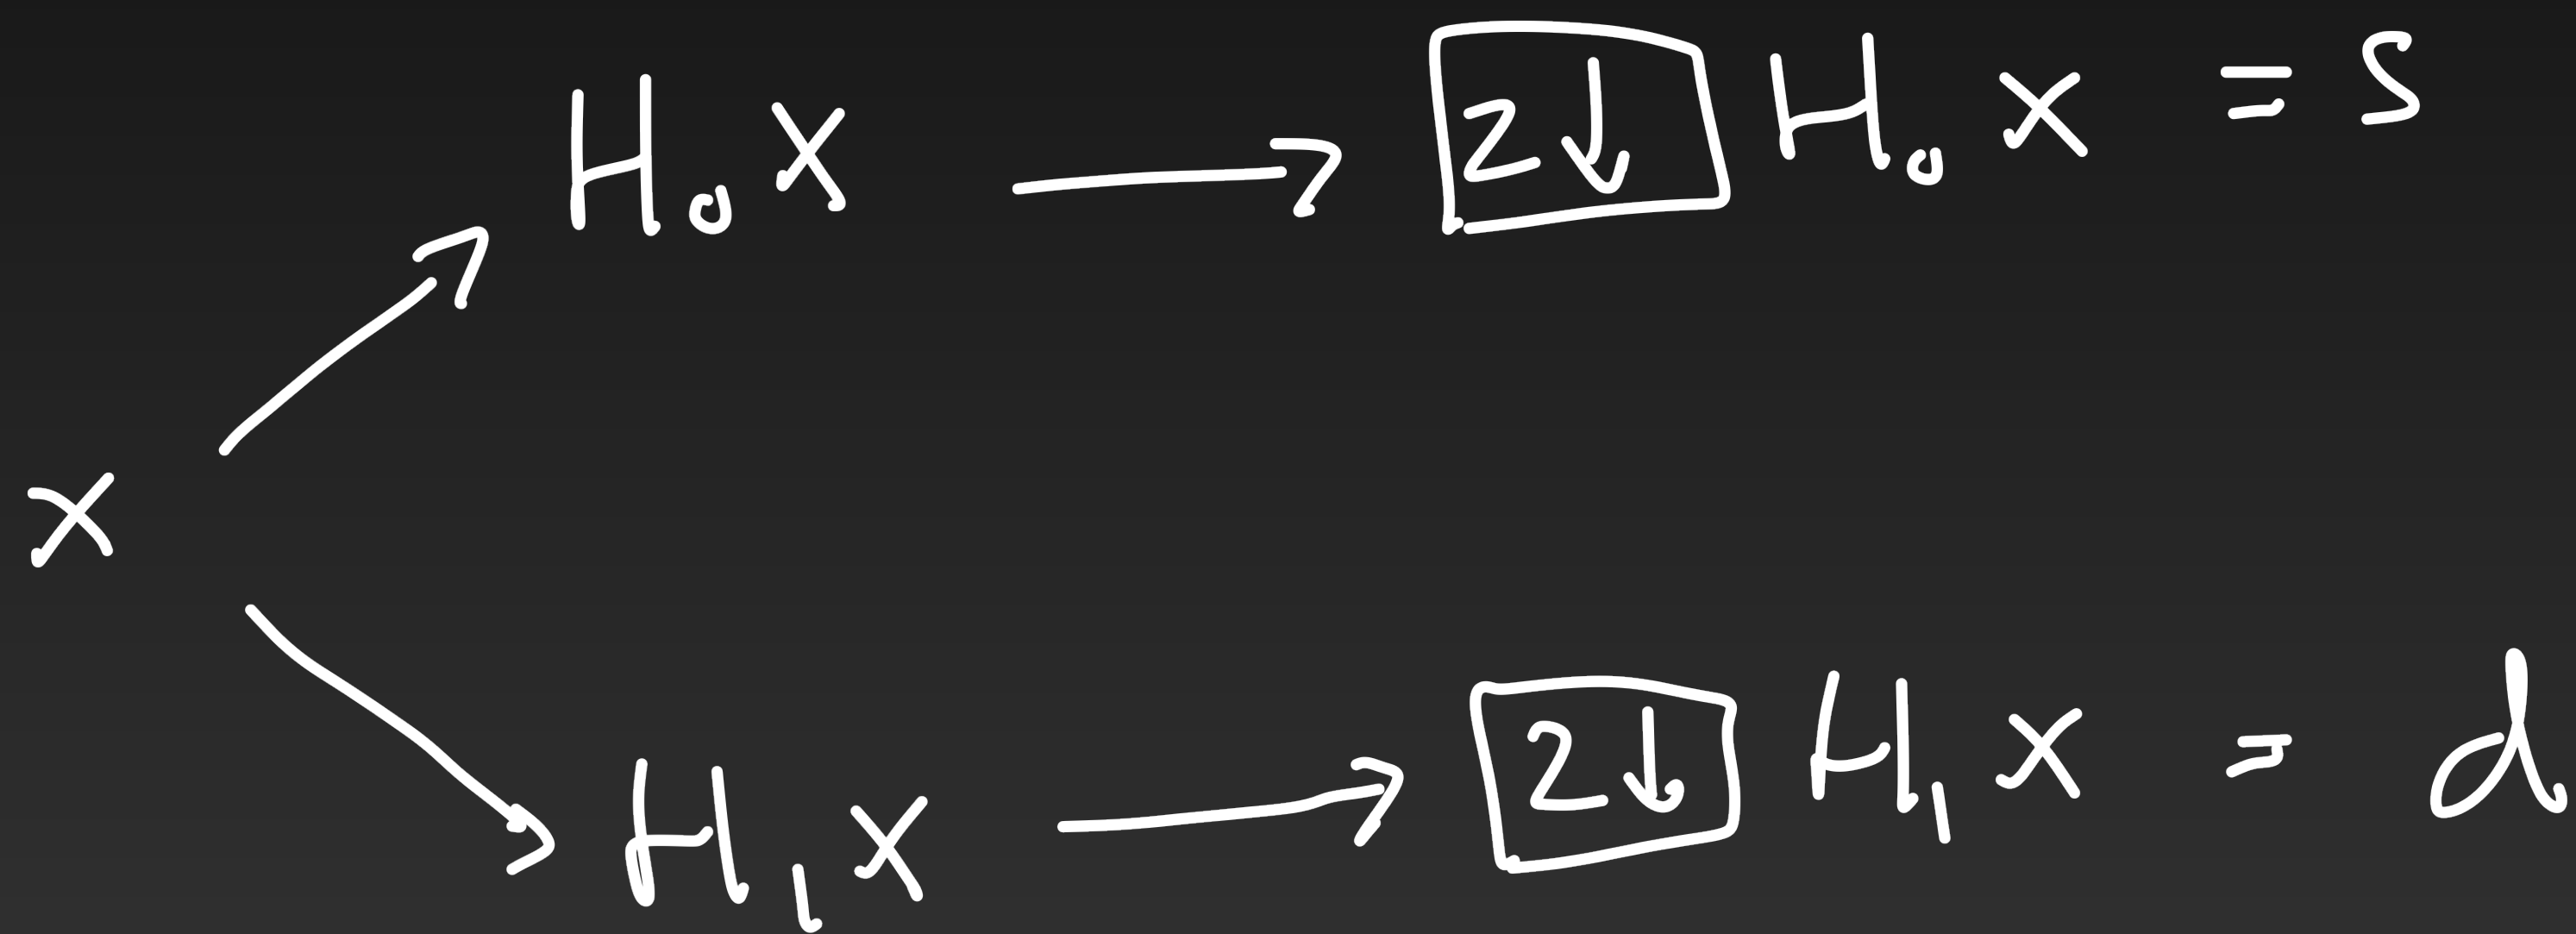 H₀x → 2↓ H₀x = s
x
H₁x → 2↓ H₁x = d